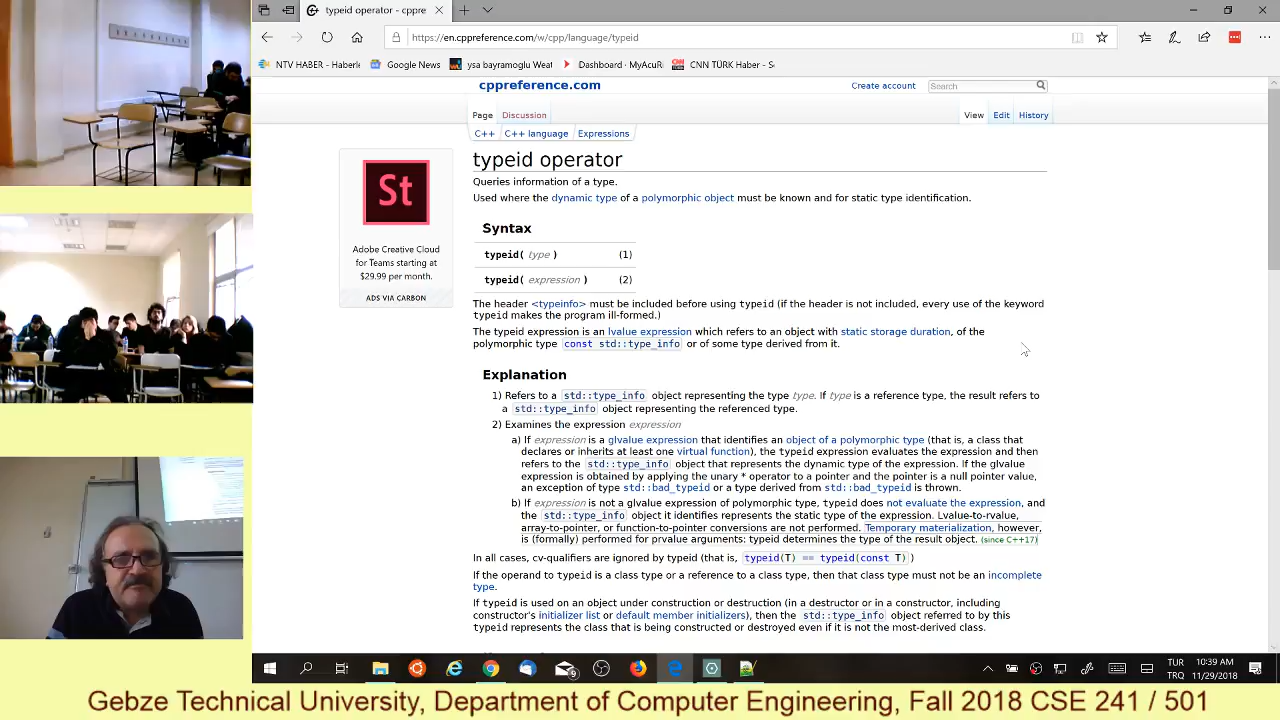 typeid operator - cppreference
https://en.cppreference.com/w/cpp/language/typeid
NTV HABER - Haberle
Google News
ysa bayramoglu Weat
Dashboard · MyAcuR
CNN TÜRK Haber - So
cppreference.com
Create account
Search
Page
Discussion
View
Edit
History
C++
C++ language
Expressions
typeid operator
Queries information of a type.
Used where the dynamic type of a polymorphic object must be known and for static type identification.
Syntax
typeid( type ) (1)
typeid( expression ) (2)
The header <typeinfo> must be included before using typeid (if the header is not included, every use of the keyword
typeid makes the program ill-formed.)
The typeid expression is an lvalue expression which refers to an object with static storage duration, of the
polymorphic type const std::type_info or of some type derived from it.
Explanation
1) Refers to a std::type_info object representing the type type. If type is a reference type, the result refers to
a std::type_info object representing the referenced type.
2) Examines the expression expression
a) If expression is a glvalue expression that identifies an object of a polymorphic type (that is, a class that
declares or inherits at least one virtual function), the typeid expression evaluates the expression and then
refers to the std::type_info object that represents the dynamic type of the expression. If the glvalue
expression is obtained by applying the unary * operator to a pointer and the pointer is a null pointer value,
an exception of type std::bad_typeid or a type derived from std::bad_typeid is thrown.
b) If expression is not a glvalue expression of polymorphic type, typeid does not evaluate the expression, and
the std::type_info object it identifies represents the static type of the expression. Lvalue-to-rvalue,
array-to-pointer, or function-to-pointer conversions are not performed. Temporary materialization, however,
is (formally) performed for prvalue arguments: typeid determines the type of the result object. (since C++17)
In all cases, cv-qualifiers are ignored by typeid (that is, typeid(T) == typeid(const T))
If the operand to typeid is a class type or a reference to a class type, then that class type must not be an incomplete
type.
If typeid is used on an object under construction or destruction (in a destructor or in a constructor, including
constructor's initializer list or default member initializers), then the std::type_info object referred to by this
typeid represents the class that is being constructed or destroyed even if it is not the most-derived class.
St
Adobe Creative Cloud
for Teams starting at
$29.99 per month.
ADS VIA CARBON
TUR
TRQ
10:39 AM
11/29/2018
Gebze Technical University, Department of Computer Engineering, Fall 2018 CSE 241 / 501